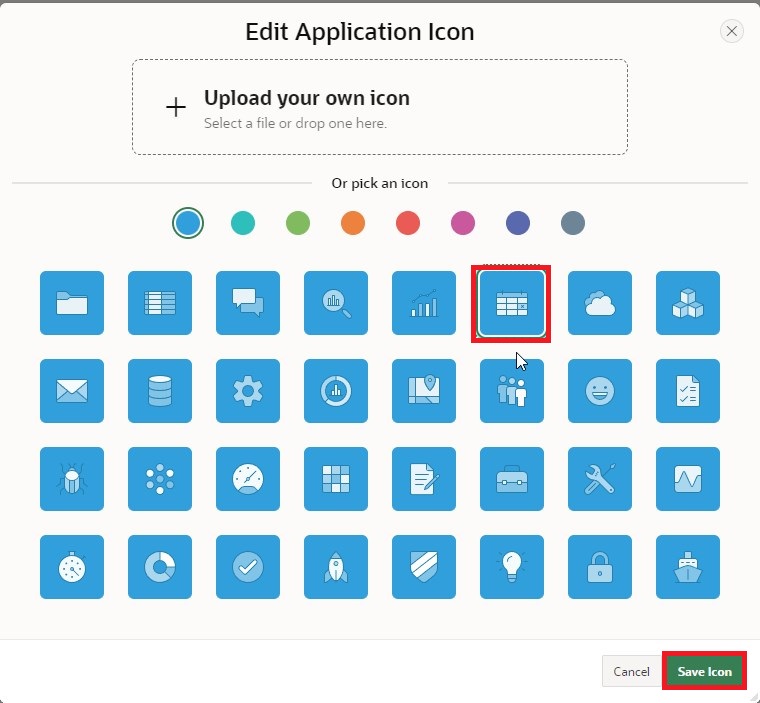 Edit Application Icon
Upload your own icon
Select a file or drop one here.
Or pick an icon
Cancel
Save Icon